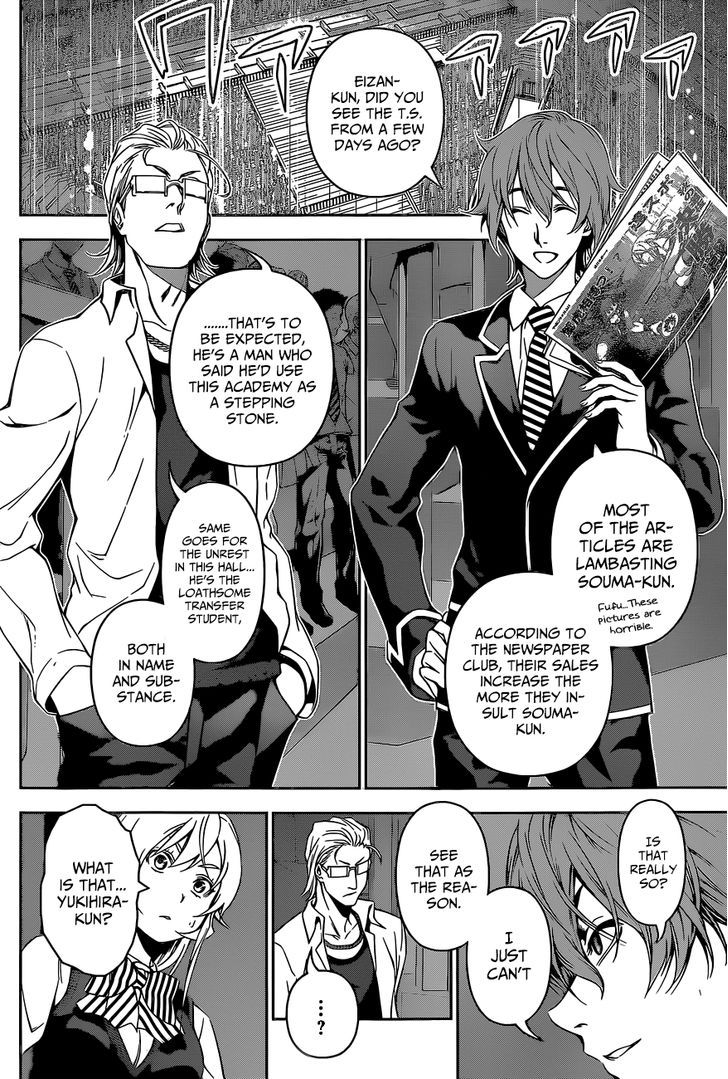 EIZAN-
KUN, DID YOU
SEE THE T.S.
FROM A FEW
DAYS AGO?
MOST
OF THE AR-
TICLES ARE
LAMBASTING
SOUMA-KUN.
Fufu...These
pictures are
horrible.
ACCORDING TO
THE NEWSPAPER
CLUB, THEIR SALES
INCREASE THE
MORE THEY IN-
SULT SOUMA-
KUN.
.......THAT'S TO
BE EXPECTED,
HE'S A MAN WHO
SAID HE'D USE
THIS ACADEMY AS
A STEPPING
STONE.
SAME
GOES FOR
THE UNREST
IN THIS HALL...
HE'S THE
LOATHSOME
TRANSFER
STUDENT,
BOTH
IN NAME
AND SUB-
STANCE.
IS
THAT
REALLY
SO?
I
JUST
CAN'T
SEE
THAT AS
THE REA-
SON.
...?
WHAT
IS THAT...
YUKIHIRA-
KUN?